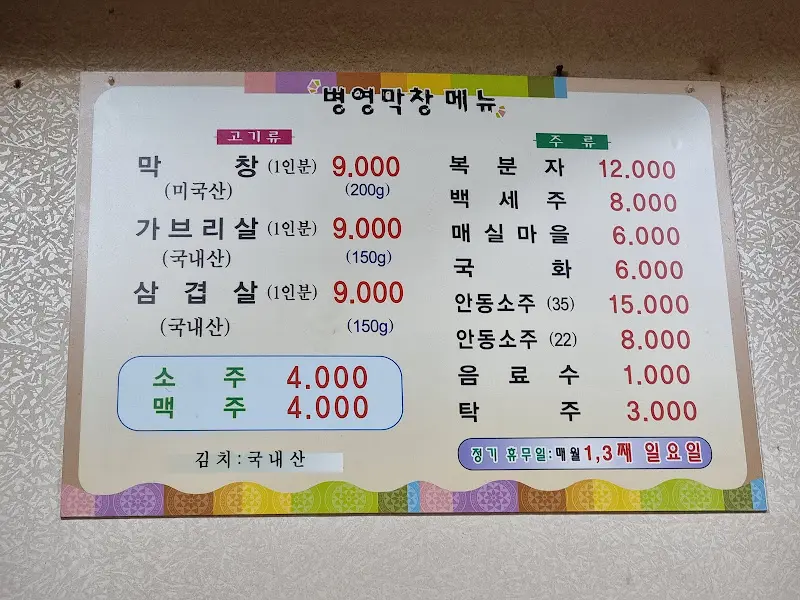 병영막창 메뉴
고기류
막 창 (1인분) 9.000
(미국산) (200g)
가브리살 (1인분) 9.000
(국내산) (150g)
삼 겹 살 (1인분) 9.000
(국내산) (150g)
소 주 4.000
맥 주 4.000
김치:국내산
주 류
복 분 자 12.000
백 세 주 8.000
매실마을 6.000
국 화 6.000
안동소주 (35) 15.000
안동소주 (22) 8.000
음 료 수 1.000
탁 주 3.000
정기 휴무일:매월1,3째 일요일